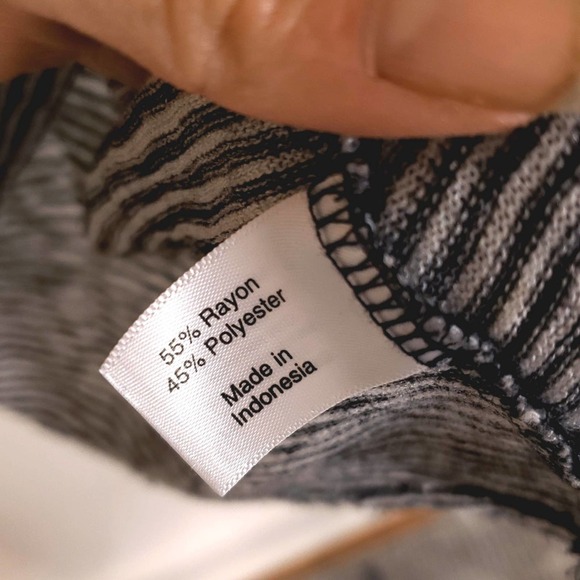 55% Rayon
45% Polyester
Made in
Indonesia